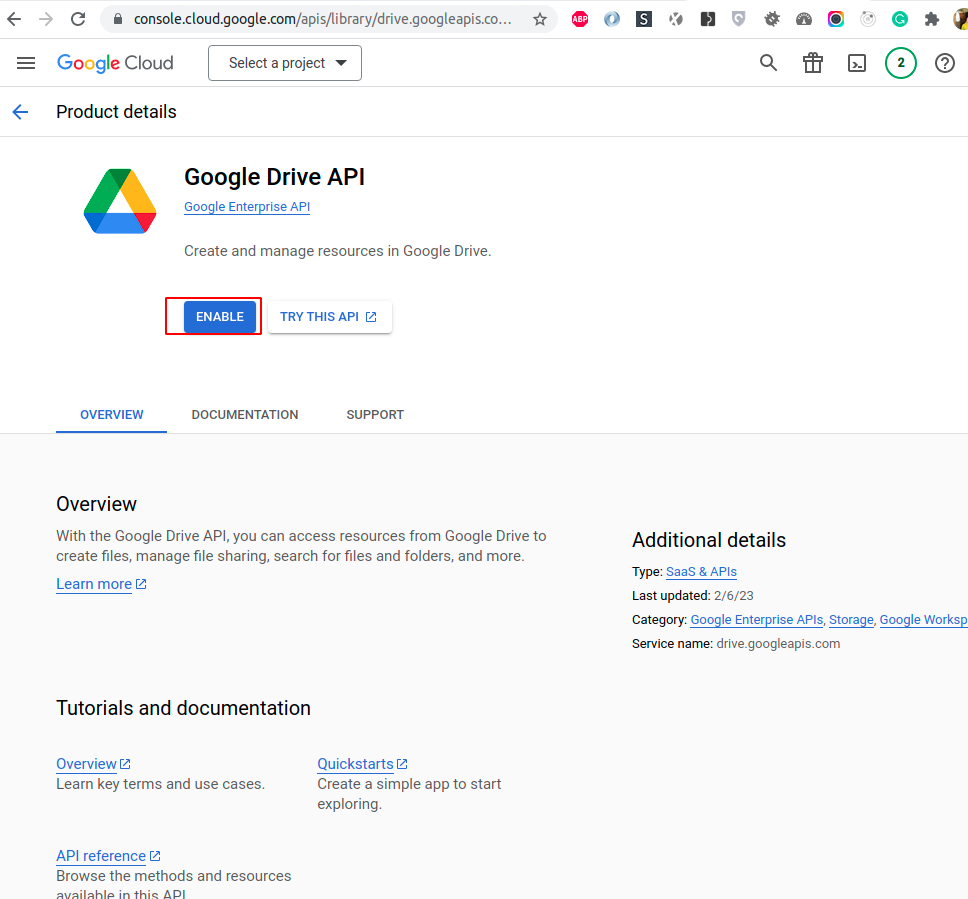 console.cloud.google.com/apis/library/drive.googleapis.co...
ABP
S
G
Google Cloud
Select a project
2
?
Product details
Google Drive API
Google Enterprise API
Create and manage resources in Google Drive.
ENABLE
TRY THIS API
OVERVIEW
DOCUMENTATION
SUPPORT
Overview
With the Google Drive API, you can access resources from Google Drive to
create files, manage file sharing, search for files and folders, and more.
Learn more
Additional details
Type: SaaS & APIs
Last updated: 2/6/23
Category: Google Enterprise APIs, Storage, Google Worksp
Service name: drive.googleapis.com
Tutorials and documentation
Overview
Learn key terms and use cases.
Quickstarts
Create a simple app to start
exploring.
API reference
Browse the methods and resources
available in this API